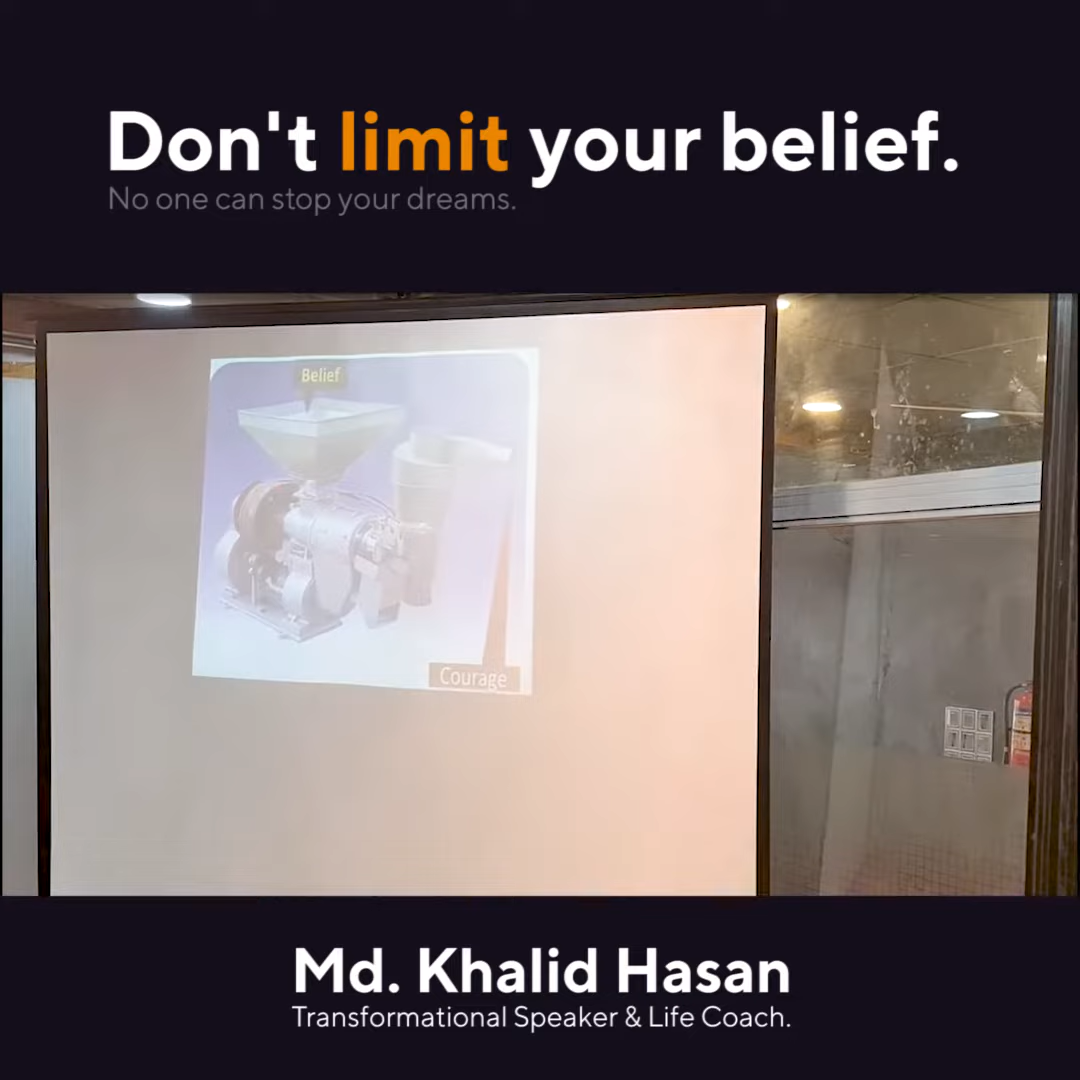 Don't limit your belief.
No one can stop your dreams.
Belief
Courage
Md. Khalid Hasan
Transformational Speaker & Life Coach.